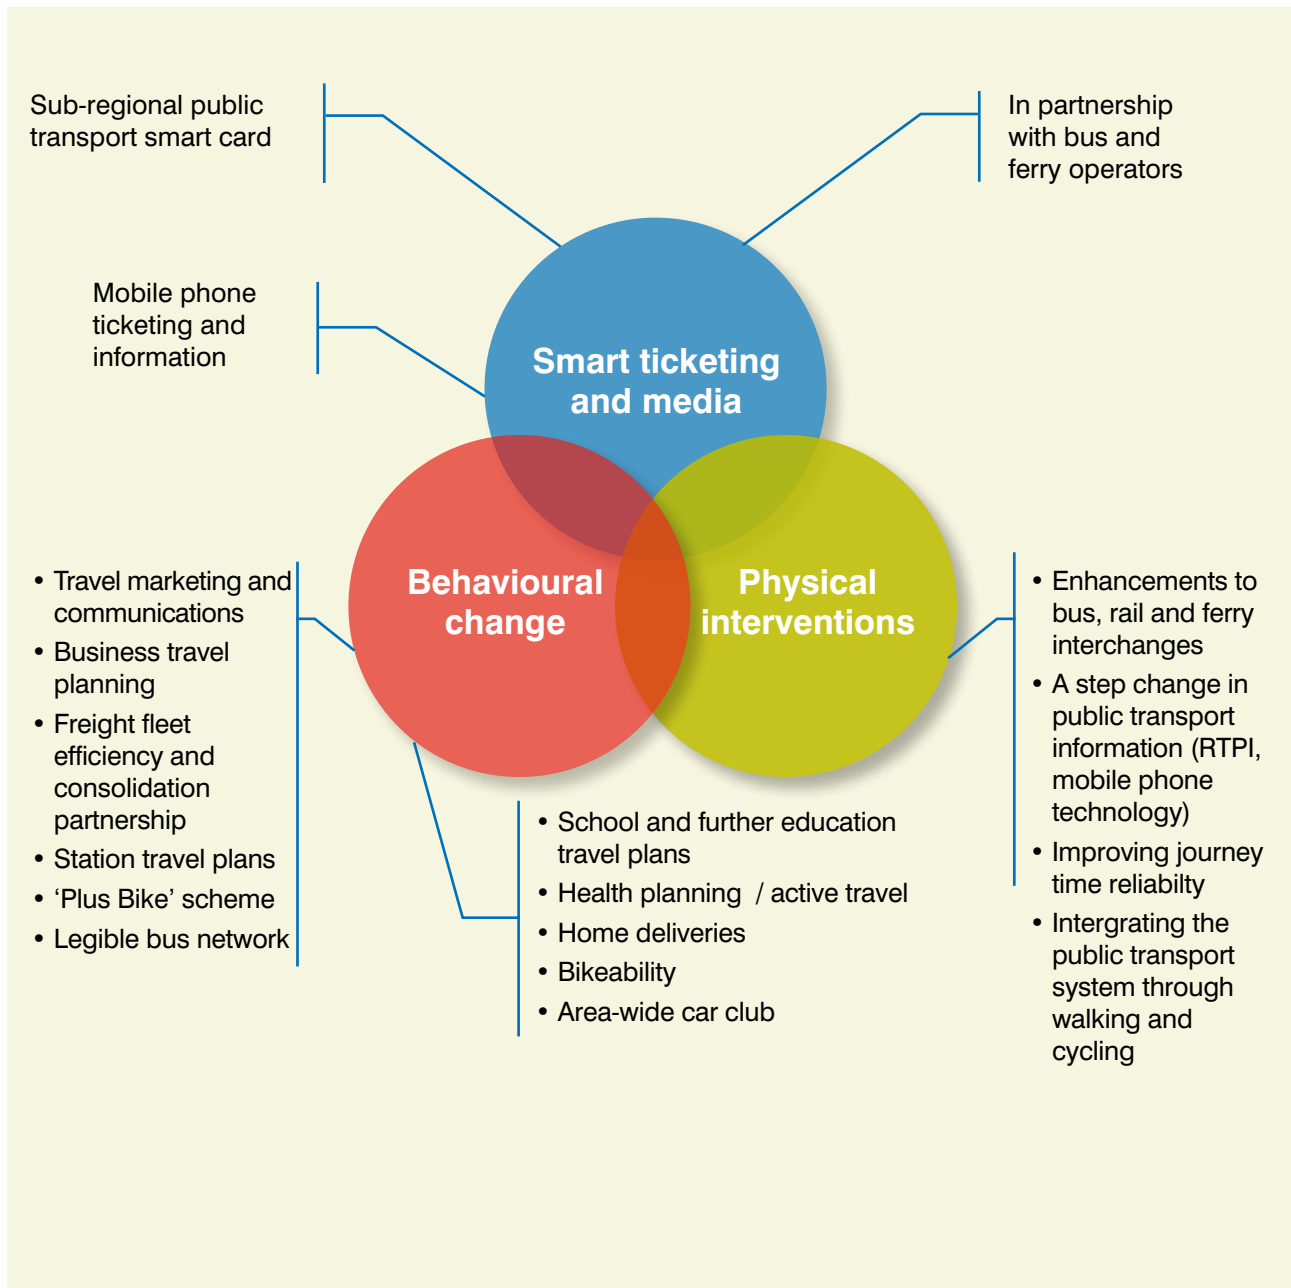 Sub-regional public
transport smart card
In partnership
with bus and
ferry operators
Mobile phone
ticketing and
information
Smart ticketing
and media
Behavioural
change
Physical
interventions
• Travel marketing and
communications
• Business travel
planning
• Freight fleet
efficiency and
consolidation
partnership
• Station travel plans
• ‘Plus Bike’ scheme
• Legible bus network
• School and further education
travel plans
• Health planning / active travel
• Home deliveries
• Bikeability
• Area-wide car club
• Enhancements to
bus, rail and ferry
interchanges
• A step change in
public transport
information (RTPI,
mobile phone
technology)
• Improving journey
time reliabilty
• Intergrating the
public transport
system through
walking and
cycling